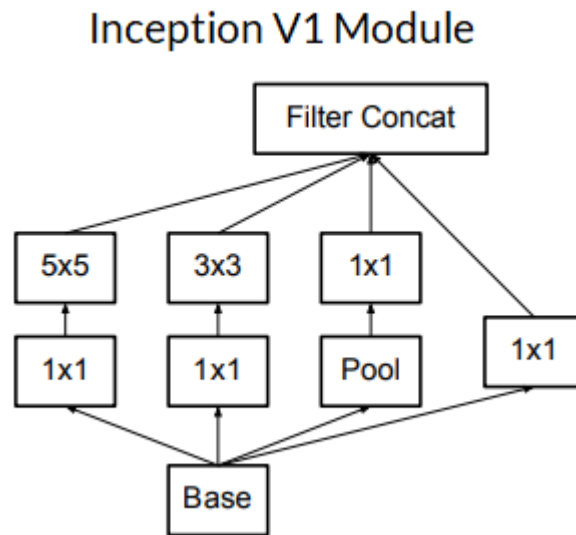 Inception V1 Module
Filter Concat
5x5
3x3
1x1
1x1
1x1
Pool
1x1
Base